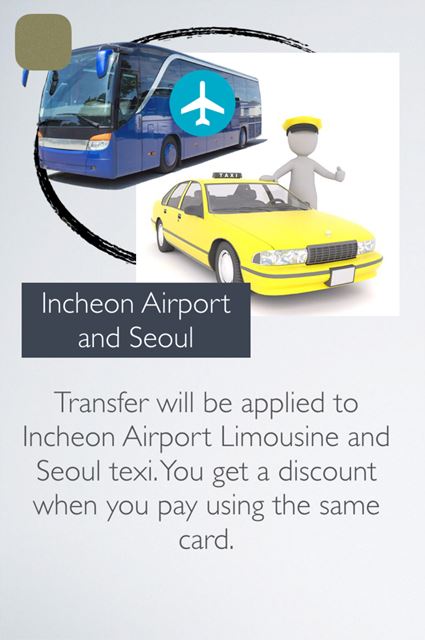 TAXI
Incheon Airport
and Seoul
Transfer will be applied to
Incheon Airport Limousine and
Seoul texi. You get a discount
when you pay using the same
card.